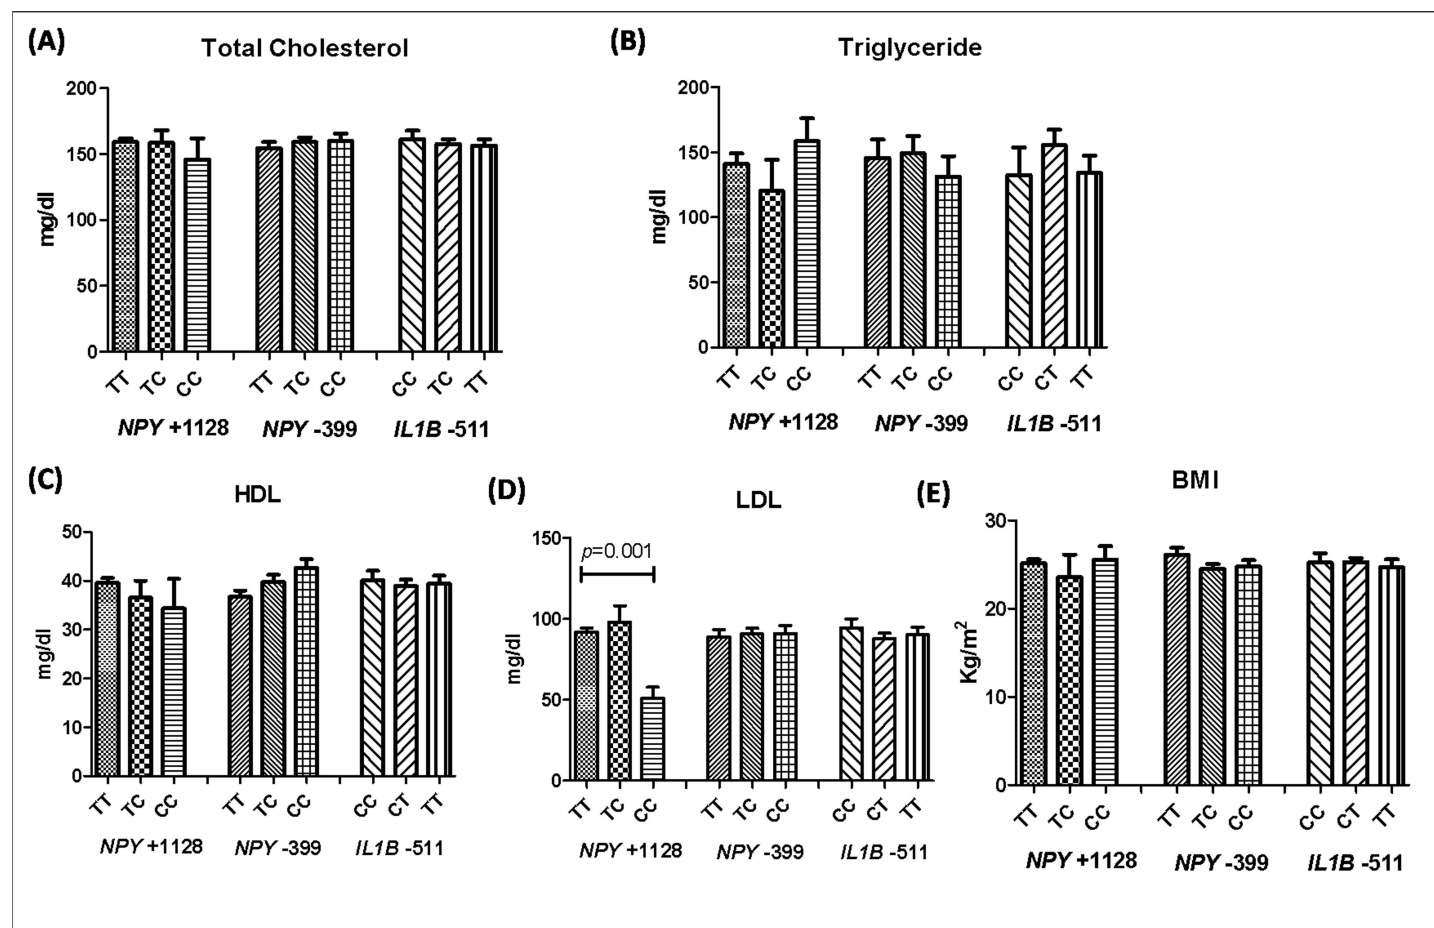 (A)
Total Cholesterol
200
150
100
50
0
mg/dl
TT TC CC TT TC CC CC TC TT
NPY +1128 NPY -399 IL1B -511
(B)
Triglyceride
200
150
100
50
0
mg/dl
TT TC CC TT TC CC CC CT TT
NPY +1128 NPY -399 IL1B -511
(C)
HDL
50
40
30
20
10
0
mg/dl
TT TC CC TT TC CC CC CT TT
NPY +1128 NPY -399 IL1B -511
(D)
LDL
150
100
50
0
mg/dl
p=0.001
TT TC CC TT TC CC CC CT TT
NPY +1128 NPY -399 IL1B -511
(E)
BMI
30
20
10
0
Kg/m²
TT TC CC TT TC CC CC CT TT
NPY +1128 NPY -399 IL1B -511